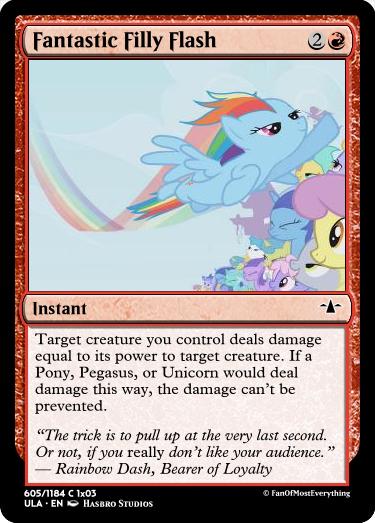 Fantastic Filly Flash 2
Instant
Target creature you control deals damage
equal to its power to target creature. If a
Pony, Pegasus, or Unicorn would deal
damage this way, the damage can't be
prevented.
"The trick is to pull up at the very last second.
Or not, if you really don't like your audience."
— Rainbow Dash, Bearer of Loyalty
605/1184 C 1x03
ULA · EN HASBRO STUDIOS
© FanOfMostEverything